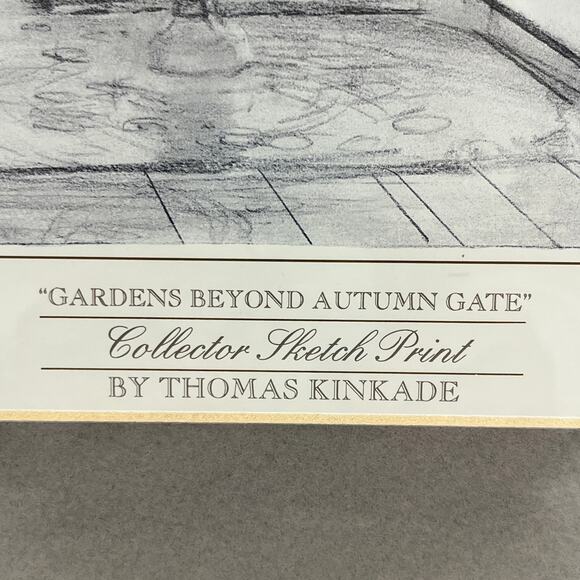 “GARDENS BEYOND AUTUMN GATE”
Collector Sketch Print
BY THOMAS KINKADE